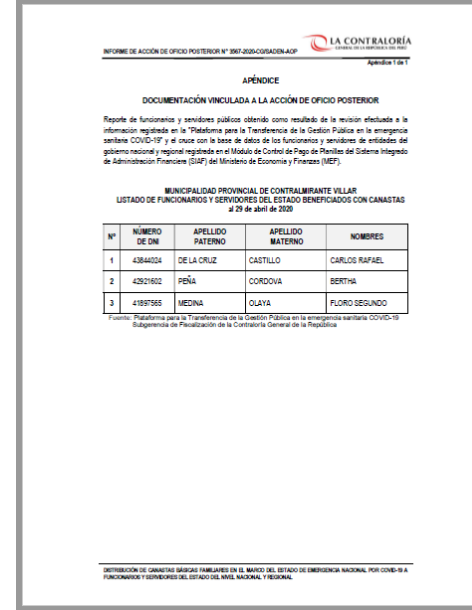 LA CONTRALORÍA
GENERAL DE LA REPÚBLICA DEL PERÚ
INFORME DE ACCIÓN DE OFICIO POSTERIOR N° 3567-2020-CG/SADEN-AOP
Apéndice 1 de 1
APÉNDICE
DOCUMENTACIÓN VINCULADA A LA ACCIÓN DE OFICIO POSTERIOR
Reporte de funcionarios y servidores públicos obtenido como resultado de la revisión efectuada a la
información registrada en la "Plataforma para la Transferencia de la Gestión Pública en la emergencia
sanitaria COVID-19" y el cruce con la base de datos de los funcionarios y servidores de entidades del
gobierno nacional y regional registrada en el Módulo de Control de Pago de Planillas del Sistema Integrado
de Administración Financiera (SIAF) del Ministerio de Economía y Finanzas (MEF).
MUNICIPALIDAD PROVINCIAL DE CONTRALMIRANTE VILLAR
LISTADO DE FUNCIONARIOS Y SERVIDORES DEL ESTADO BENEFICIADOS CON CANASTAS
al 29 de abril de 2020
N° NÚMERO DE DNI APELLIDO PATERNO APELLIDO MATERNO NOMBRES
1 43844024 DE LA CRUZ CASTILLO CARLOS RAFAEL
2 42921602 PEÑA CORDOVA BERTHA
3 41897565 MEDINA OLAYA FLORO SEGUNDO
Fuente: Plataforma para la Transferencia de la Gestión Pública en la emergencia sanitaria COVID-19
Subgerencia de Fiscalización de la Contraloría General de la República
DISTRIBUCIÓN DE CANASTAS BÁSICAS FAMILIARES EN EL MARCO DEL ESTADO DE EMERGENCIA NACIONAL POR COVID-19 A
FUNCIONARIOS Y SERVIDORES DEL ESTADO DEL NIVEL NACIONAL Y REGIONAL